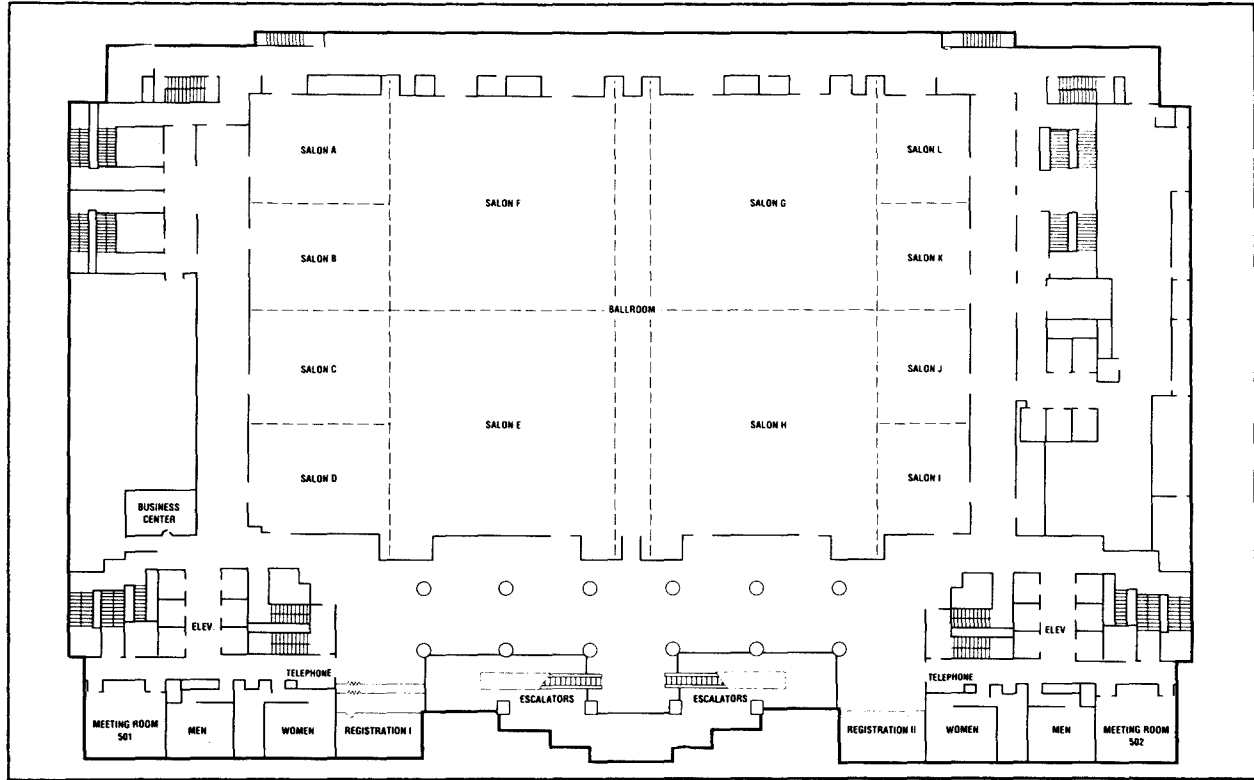 SALON A
SALON L
SALON F
SALON G
SALON B
SALON K
BALLROOM
SALON C
SALON J
SALON E
SALON H
SALON D
SALON I
BUSINESS
CENTER
ELEV
ELEV
TELEPHONE
TELEPHONE
ESCALATORS
ESCALATORS
MEETING ROOM
501
MEN
WOMEN
REGISTRATION I
REGISTRATION II
WOMEN
MEN
MEETING ROOM
502